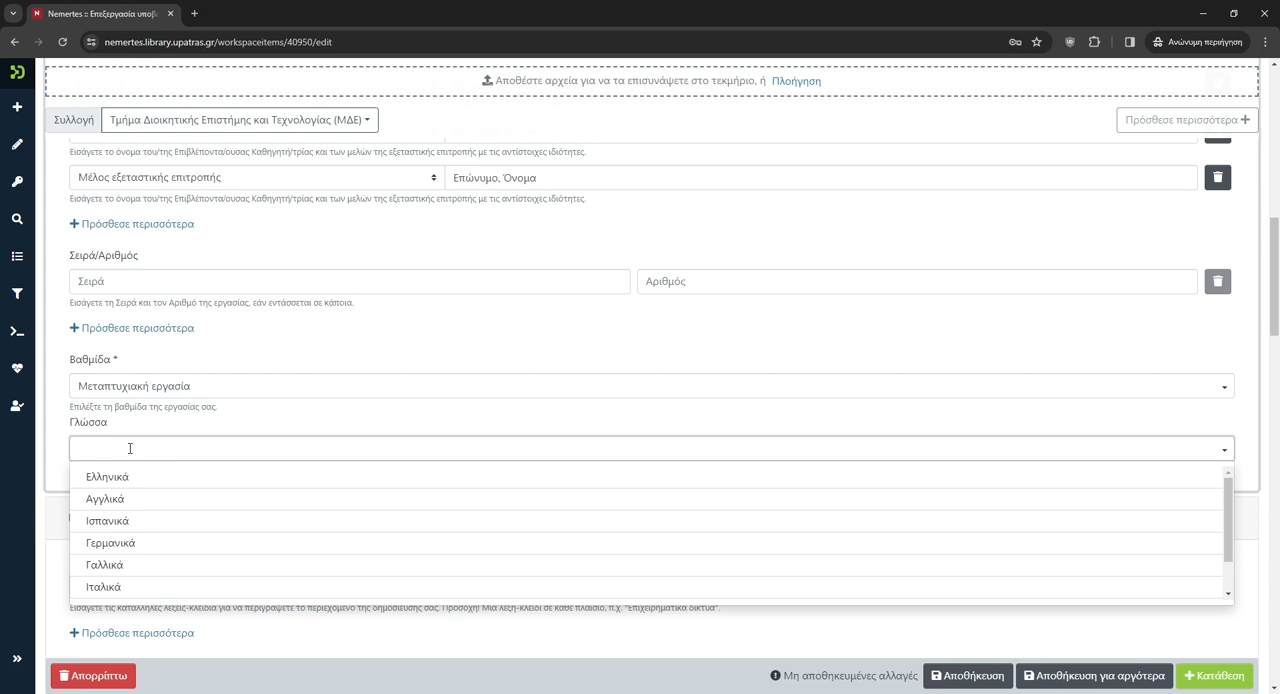 Nemertes :: Επεξεργασία υποβ
nemertes.library.upatras.gr/workspaceitems/40950/edit
Ανώνυμη περιήγηση
Αποθέστε αρχεία για να τα επισυνάψετε στο τεκμήριο, ή Πλοήγηση
Συλλογή Τμήμα Διοικητικής Επιστήμης και Τεχνολογίας (ΜΔΕ)
Πρόσθεσε περισσότερα
Εισάγετε το όνομα του/της Επιβλέποντα/ουσας Καθηγητή/τρίας και των μελών της εξεταστικής επιτροπής με τις αντίστοιχες ιδιότητες.
Μέλος εξεταστικής επιτροπής Επώνυμο, Όνομα
Εισάγετε το όνομα του/της Επιβλέποντα/ουσας Καθηγητή/τρίας και των μελών της εξεταστικής επιτροπής με τις αντίστοιχες ιδιότητες.
Πρόσθεσε περισσότερα
Σειρά/Αριθμός
Σειρά Αριθμός
Εισάγετε τη Σειρά και τον Αριθμό της εργασίας, εάν εντάσσεται σε κάποια.
Πρόσθεσε περισσότερα
Βαθμίδα *
Μεταπτυχιακή εργασία
Επιλέξτε τη βαθμίδα της εργασίας σας.
Γλώσσα
Ελληνικά
Αγγλικά
Ισπανικά
Γερμανικά
Γαλλικά
Ιταλικά
Εισάγετε τις κατάλληλες λέξεις-κλειδιά για να περιγράψετε το περιεχόμενο της δημοσίευσής σας. Προσοχή! Μία λέξη-κλειδί σε κάθε πλαίσιο, π.χ. "Επιχειρηματικά δίκτυα".
Πρόσθεσε περισσότερα
Απορρίπτω
Μη αποθηκευμένες αλλαγές Αποθήκευση Αποθήκευση για αργότερα Κατάθεση